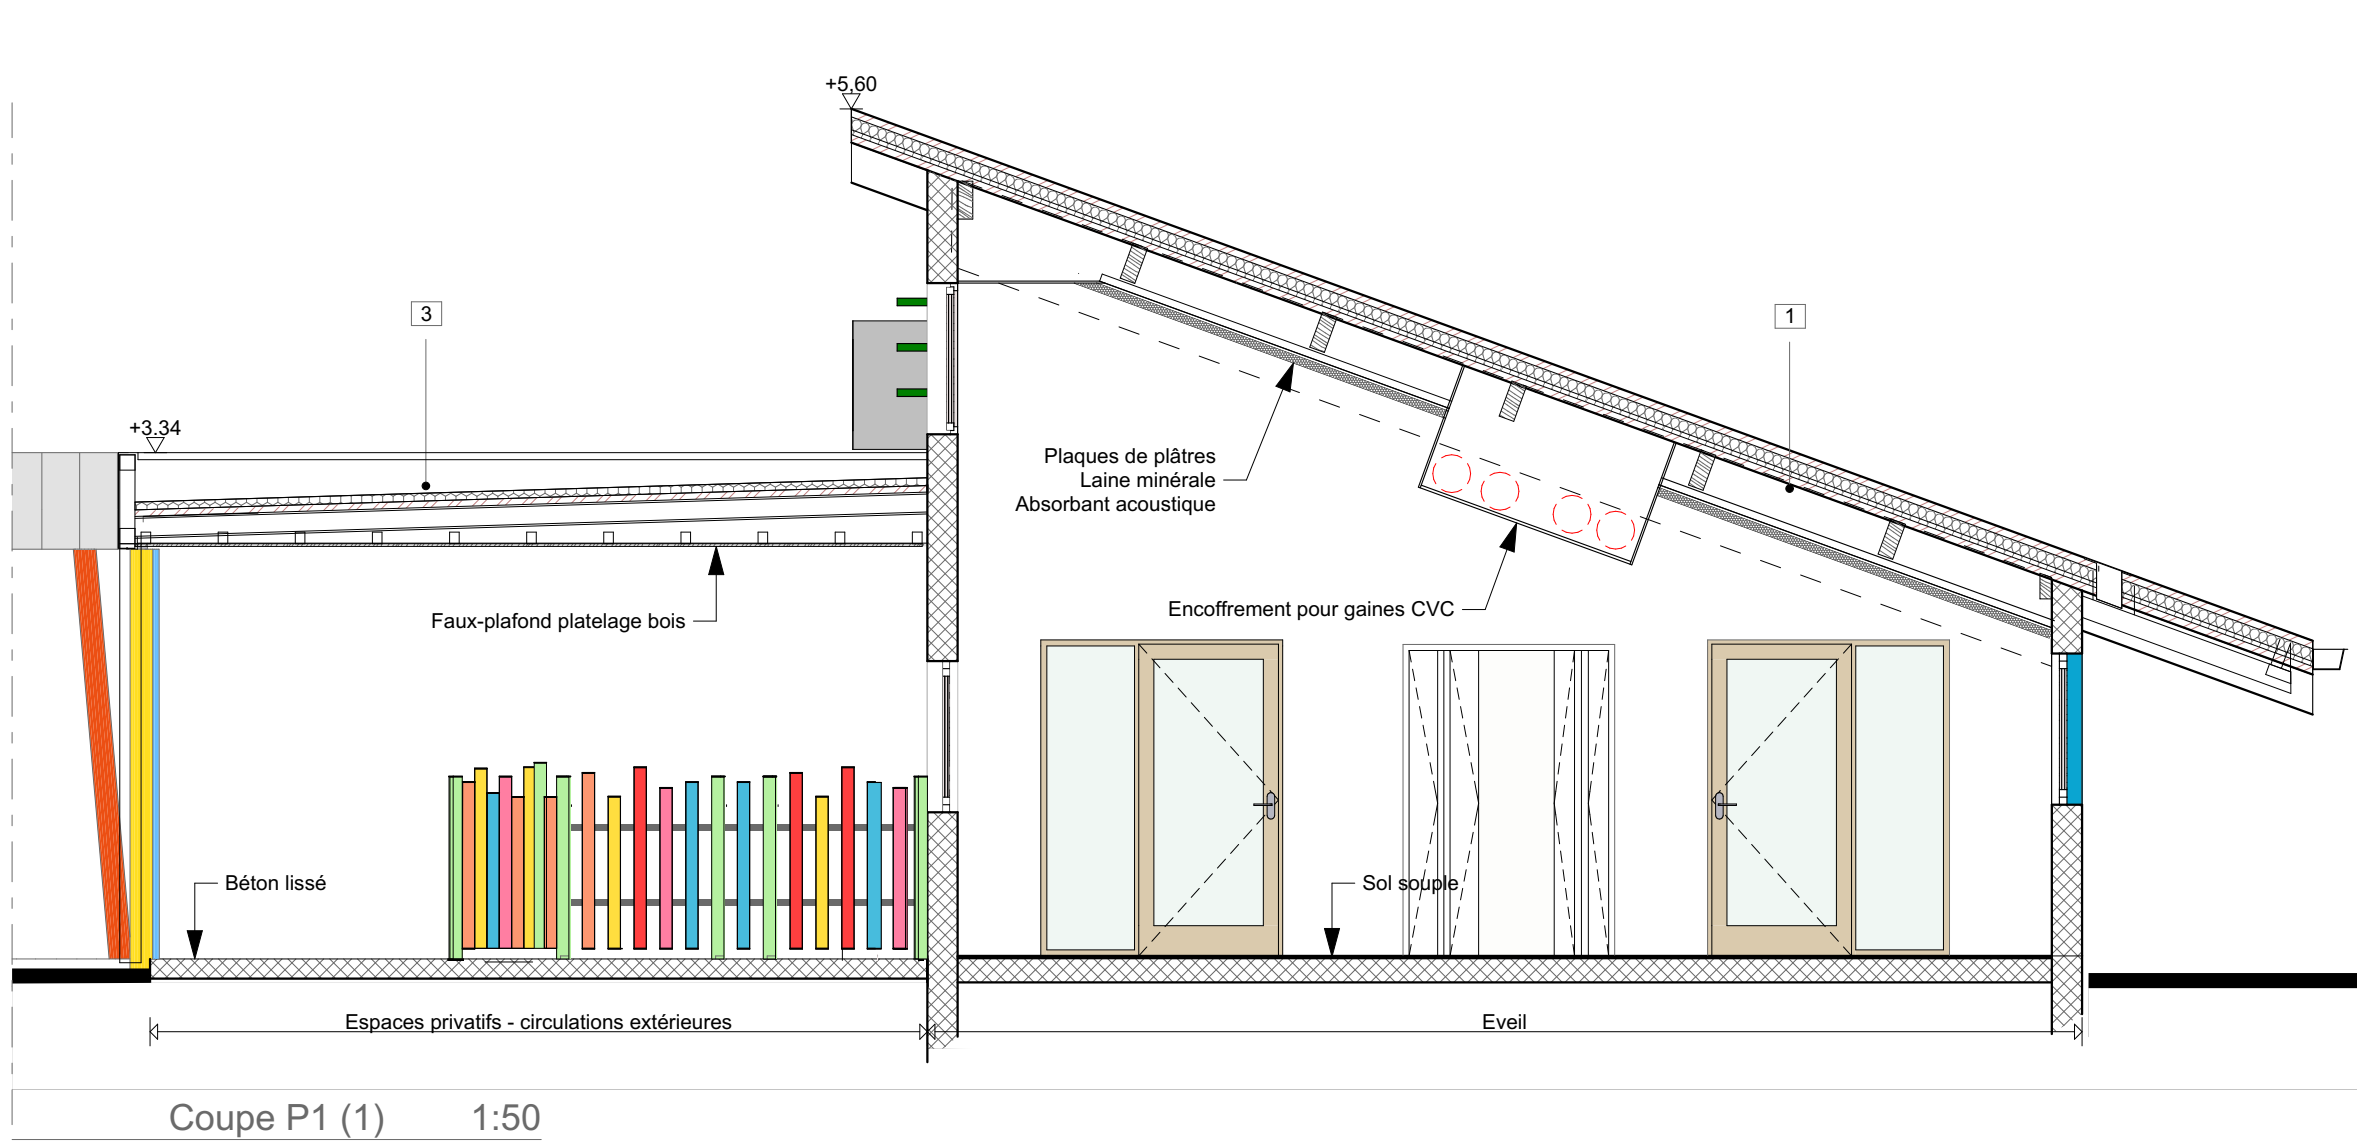 +5,60
3
1
+3.34
Plaques de plâtres
Laine minérale
Absorbant acoustique
Encoffrement pour gaines CVC
Faux-plafond platelage bois
Béton lissé
Sol souple
Espaces privatifs - circulations extérieures
Eveil
Coupe P1 (1) 1:50